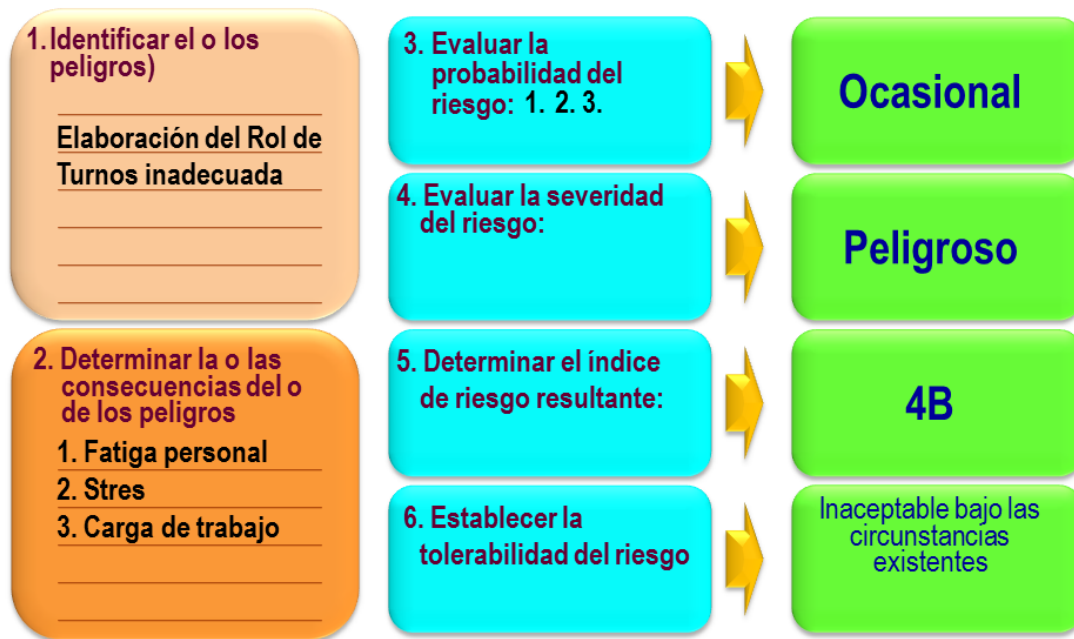 1. Identificar el o los
peligros)
Elaboración del Rol de
Turnos inadecuada
2. Determinar la o las
consecuencias del o
de los peligros
1. Fatiga personal
2. Stres
3. Carga de trabajo
3. Evaluar la
probabilidad del
riesgo: 1. 2. 3.
Ocasional
4. Evaluar la severidad
del riesgo:
Peligroso
5. Determinar el índice
de riesgo resultante:
4B
6. Establecer la
tolerabilidad del riesgo
Inaceptable bajo las
circunstancias
existentes